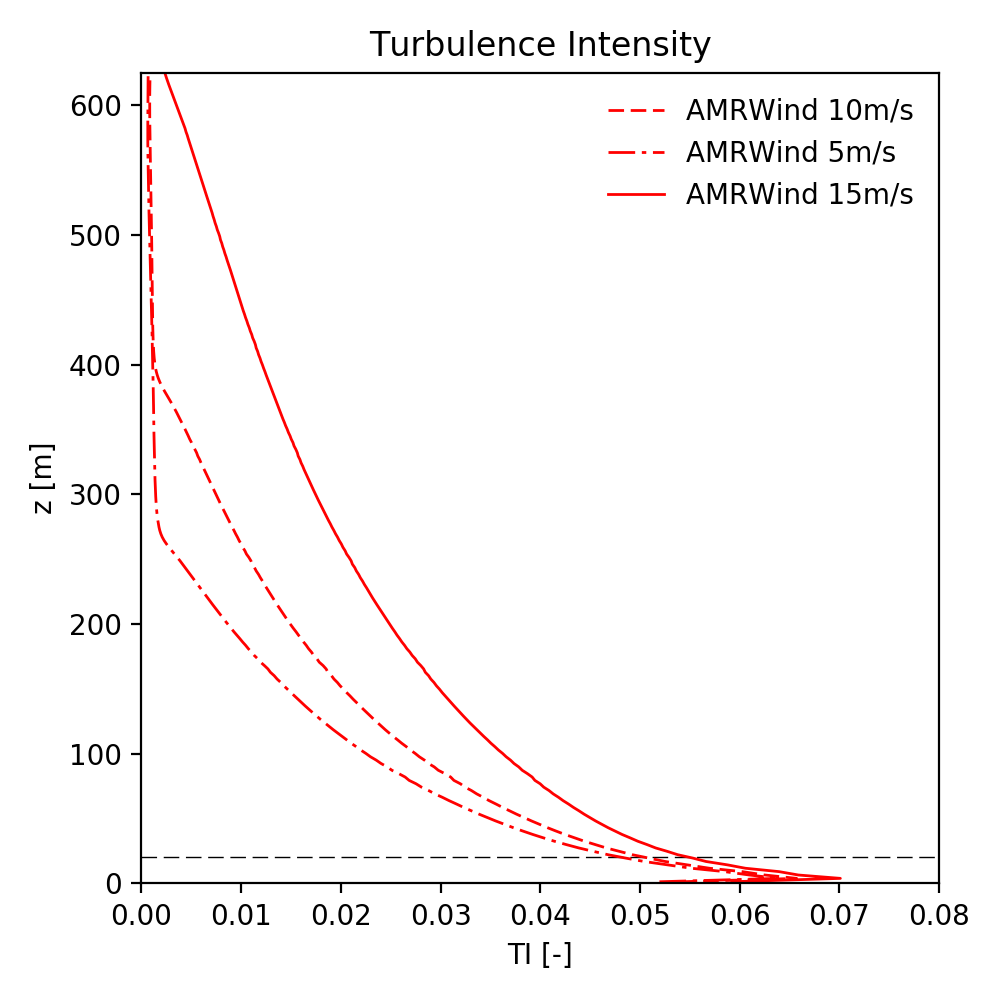 Turbulence Intensity
AMRWind 10m/s
AMRWind 5m/s
AMRWind 15m/s
600
500
400
300
200
100
0
z [m]
0.00 0.01 0.02 0.03 0.04 0.05 0.06 0.07 0.08
TI [-]